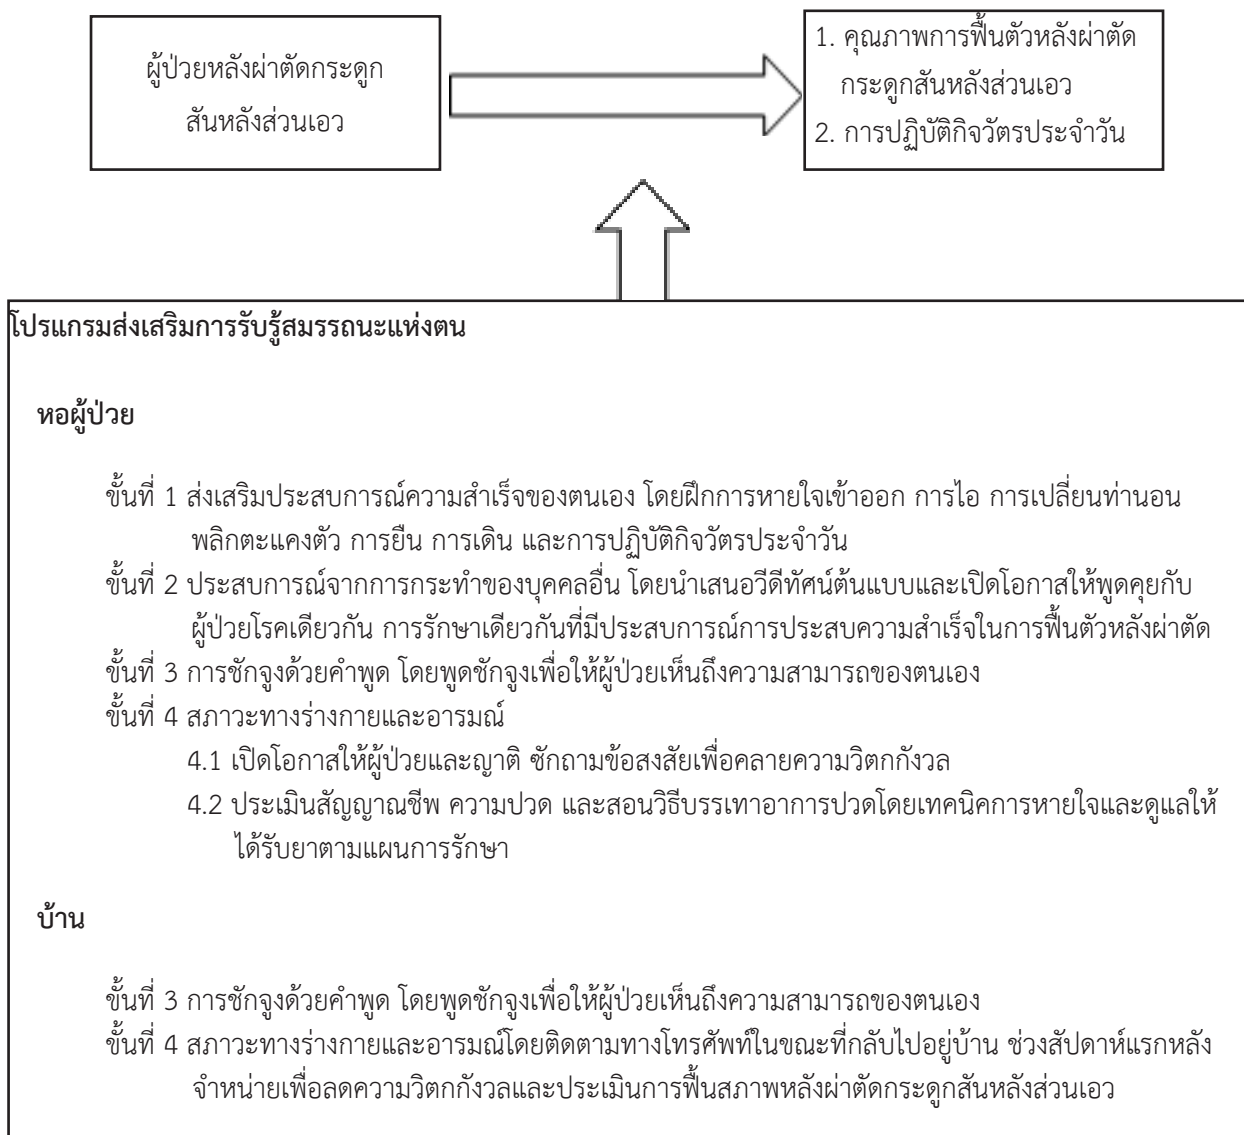 ผู้ป่วยหลังผ่าตัดกระดูก
สันหลังส่วนเอว
1. คุณภาพการฟื้นตัวหลังผ่าตัด
กระดูกสันหลังส่วนเอว
2. การปฏิบัติกิจวัตรประจำวัน
โปรแกรมส่งเสริมการรับรู้สมรรถนะแห่งตน
หอผู้ป่วย
ขั้นที่ 1 ส่งเสริมประสบการณ์ความสำเร็จของตนเอง โดยฝึกการหายใจเข้าออก การไอ การเปลี่ยนท่านอน
พลิกตะแคงตัว การยืน การเดิน และการปฏิบัติกิจวัตรประจำวัน
ขั้นที่ 2 ประสบการณ์จากการกระทำของบุคคลอื่น โดยนำเสนอวีดีทัศน์ต้นแบบและเปิดโอกาสให้พูดคุยกับ
ผู้ป่วยโรคเดียวกัน การรักษาเดียวกันที่มีประสบการณ์การประสบความสำเร็จในการฟื้นตัวหลังผ่าตัด
ขั้นที่ 3 การชักจูงด้วยคำพูด โดยพูดชักจูงเพื่อให้ผู้ป่วยเห็นถึงความสามารถของตนเอง
ขั้นที่ 4 สภาวะทางร่างกายและอารมณ์
4.1 เปิดโอกาสให้ผู้ป่วยและญาติ ซักถามข้อสงสัยเพื่อคลายความวิตกกังวล
4.2 ประเมินสัญญาณชีพ ความปวด และสอนวิธีบรรเทาอาการปวดโดยเทคนิคการหายใจและดูแลให้
ได้รับยาตามแผนการรักษา
บ้าน
ขั้นที่ 3 การชักจูงด้วยคำพูด โดยพูดชักจูงเพื่อให้ผู้ป่วยเห็นถึงความสามารถของตนเอง
ขั้นที่ 4 สภาวะทางร่างกายและอารมณ์โดยติดตามทางโทรศัพท์ในขณะที่กลับไปอยู่บ้าน ช่วงสัปดาห์แรกหลัง
จำหน่ายเพื่อลดความวิตกกังวลและประเมินการฟื้นสภาพหลังผ่าตัดกระดูกสันหลังส่วนเอว